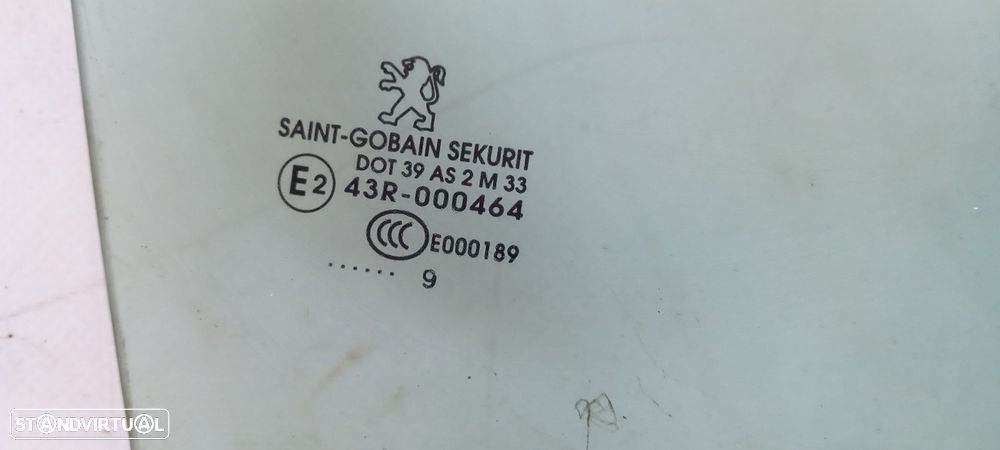 SAINT-GOBAIN SEKURIT
DOT 39 AS 2 M 33
E2 43R-000464
CCC E000189
...... 9
STANDVIRTUAL